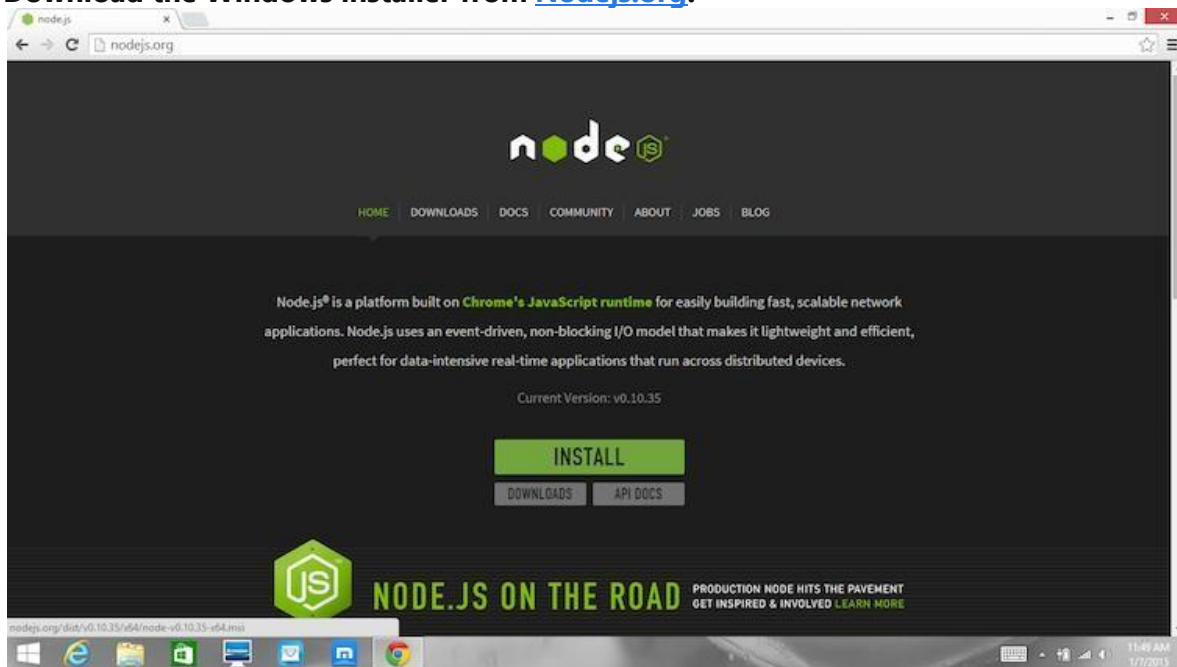 Download the Windows installer from Nodejs.org.
node.js
nodejs.org
node JS
HOME DOWNLOADS DOCS COMMUNITY ABOUT JOBS BLOG
Node.js® is a platform built on Chrome's JavaScript runtime for easily building fast, scalable network
applications. Node.js uses an event-driven, non-blocking I/O model that makes it lightweight and efficient,
perfect for data-intensive real-time applications that run across distributed devices.
Current Version: v0.10.35
INSTALL
DOWNLOADS API DOCS
JS
NODE.JS ON THE ROAD
PRODUCTION NODE HITS THE PAVEMENT
GET INSPIRED & INVOLVED LEARN MORE
nodejs.org/dist/v0.10.35/x64/node-v0.10.35-x64.msi
11:49 AM
1/7/2015